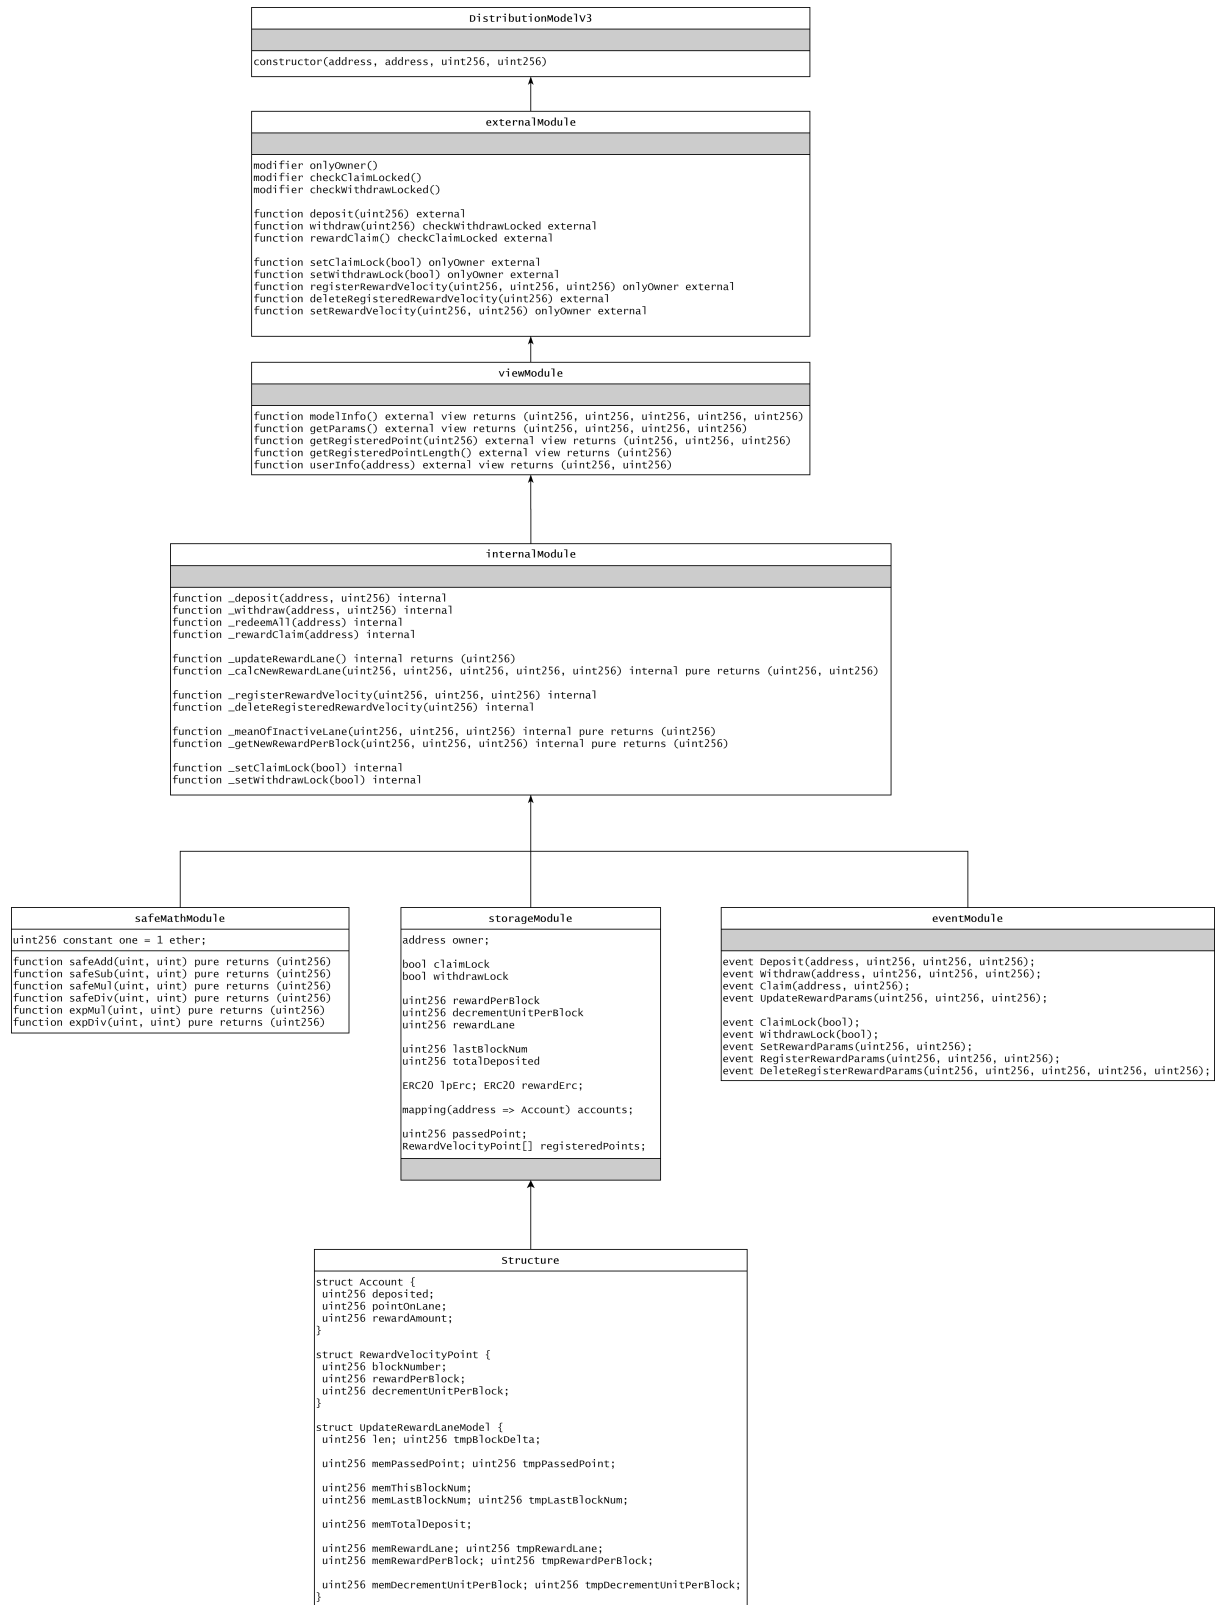 DistributionModelV3
constructor(address, address, uint256, uint256)
externalModule
modifier onlyOwner()
modifier checkClaimLocked()
modifier checkWithdrawLocked()
function deposit(uint256) external
function withdraw(uint256) checkWithdrawLocked external
function rewardClaim() checkClaimLocked external
function setClaimLock(bool) onlyOwner external
function setWithdrawLock(bool) onlyOwner external
function registerRewardVelocity(uint256, uint256, uint256) onlyOwner external
function deleteRegisteredRewardVelocity(uint256) external
function setRewardVelocity(uint256, uint256) onlyOwner external
viewModule
function modelInfo() external view returns (uint256, uint256, uint256, uint256, uint256)
function getParams() external view returns (uint256, uint256, uint256, uint256)
function getRegisteredPoint(uint256) external view returns (uint256, uint256, uint256)
function getRegisteredPointLength() external view returns (uint256)
function userInfo(address) external view returns (uint256, uint256)
internalModule
function _deposit(address, uint256) internal
function _withdraw(address, uint256) internal
function _redeemAll(address) internal
function _rewardClaim(address) internal
function _updateRewardLane() internal returns (uint256)
function _calcNewRewardLane(uint256, uint256, uint256, uint256, uint256) internal pure returns (uint256, uint256)
function _registerRewardVelocity(uint256, uint256, uint256) internal
function _deleteRegisteredRewardVelocity(uint256) internal
function _meanOfInactiveLane(uint256, uint256, uint256) internal pure returns (uint256)
function _getNewRewardPerBlock(uint256, uint256, uint256) internal pure returns (uint256)
function _setClaimLock(bool) internal
function _setWithdrawLock(bool) internal
safeMathModule
uint256 constant one = 1 ether;
function safeAdd(uint, uint) pure returns (uint256)
function safeSub(uint, uint) pure returns (uint256)
function safeMul(uint, uint) pure returns (uint256)
function safeDiv(uint, uint) pure returns (uint256)
function expMul(uint, uint) pure returns (uint256)
function expDiv(uint, uint) pure returns (uint256)
storageModule
address owner;
bool claimLock
bool withdrawLock
uint256 rewardPerBlock
uint256 decrementUnitPerBlock
uint256 rewardLane
uint256 lastBlockNum
uint256 totalDeposited
ERC20 lpErc; ERC20 rewardErc;
mapping(address => Account) accounts;
uint256 passedPoint;
RewardVelocityPoint[] registeredPoints;
eventModule
event Deposit(address, uint256, uint256, uint256);
event Withdraw(address, uint256, uint256, uint256);
event Claim(address, uint256);
event UpdateRewardParams(uint256, uint256, uint256);
event ClaimLock(bool);
event WithdrawLock(bool);
event SetRewardParams(uint256, uint256);
event RegisterRewardParams(uint256, uint256, uint256);
event DeleteRegisterRewardParams(uint256, uint256, uint256, uint256, uint256);
Structure
struct Account {
uint256 deposited;
uint256 pointOnLane;
uint256 rewardAmount;
}
struct RewardVelocityPoint {
uint256 blockNumber;
uint256 rewardPerBlock;
uint256 decrementUnitPerBlock;
}
struct UpdateRewardLaneModel {
uint256 len; uint256 tmpBlockDelta;
uint256 memPassedPoint; uint256 tmpPassedPoint;
uint256 memThisBlockNum;
uint256 memLastBlockNum; uint256 tmpLastBlockNum;
uint256 memTotalDeposit;
uint256 memRewardLane; uint256 tmpRewardLane;
uint256 memRewardPerBlock; uint256 tmpRewardPerBlock;
uint256 memDecrementUnitPerBlock; uint256 tmpDecrementUnitPerBlock;
}